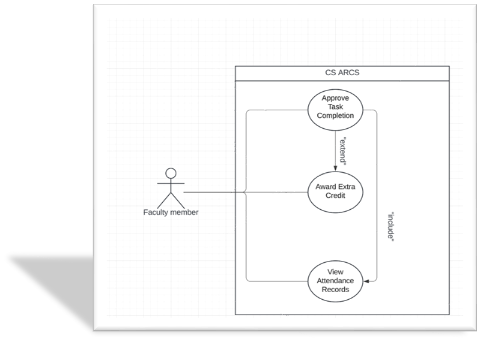 CS ARCS
Approve
Task
Completion
"extend"
Award Extra
Credit
Faculty member
"include"
View
Attendance
Records